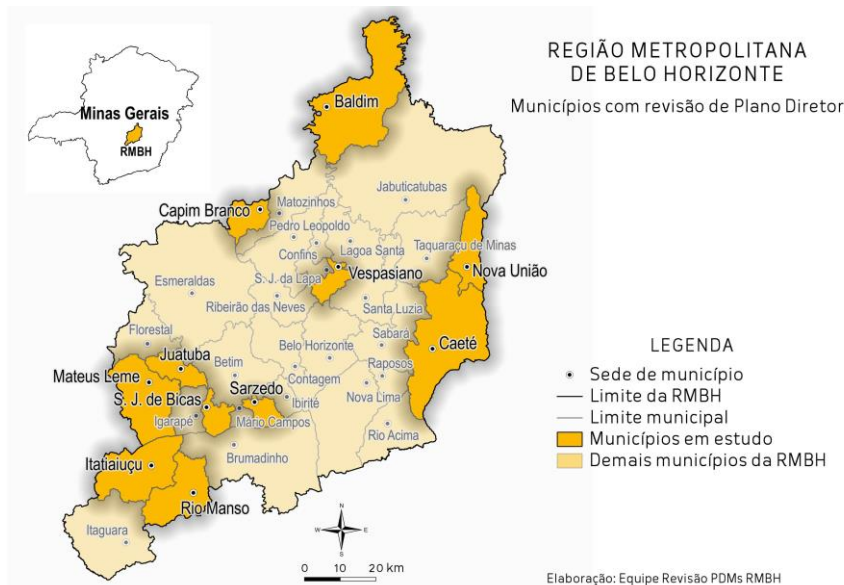 REGIÃO METROPOLITANA
DE BELO HORIZONTE
Municípios com revisão de Plano Diretor
Minas Gerais
RMBH
Baldim
Jabuticatubas
Capim Branco
Matozinhos
Pedro Leopoldo
Confins
Lagoa Santa
Taquaraçu de Minas
Nova União
S. J. da Lapa
Vespasiano
Esmeraldas
Ribeirão das Neves
Santa Luzia
Florestal
Sabará
Caeté
Juatuba
Betim
Belo Horizonte
Raposos
Mateus Leme
Contagem
Nova Lima
S. J. de Bicas
Sarzedo
Ibirité
Igarapé
Mário Campos
Rio Acima
Brumadinho
Itatiaiuçu
Rio Manso
Itaguara
N
W
E
S
0 10 20 km
LEGENDA
Sede de município
Limite da RMBH
Limite municipal
Municípios em estudo
Demais municípios da RMBH
Elaboração: Equipe Revisão PDMs RMBH